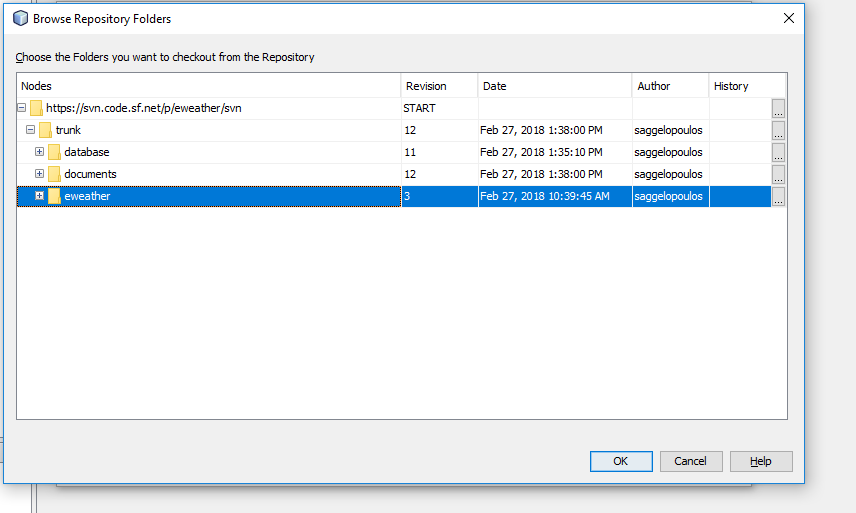 Browse Repository Folders
Choose the Folders you want to checkout from the Repository
Nodes Revision Date Author History
https://svn.code.sf.net/p/eweather/svn START ...
trunk 12 Feb 27, 2018 1:38:00 PM saggelopoulos ...
database 11 Feb 27, 2018 1:35:10 PM saggelopoulos ...
documents 12 Feb 27, 2018 1:38:00 PM saggelopoulos ...
eweather 3 Feb 27, 2018 10:39:45 AM saggelopoulos ...
OK Cancel Help